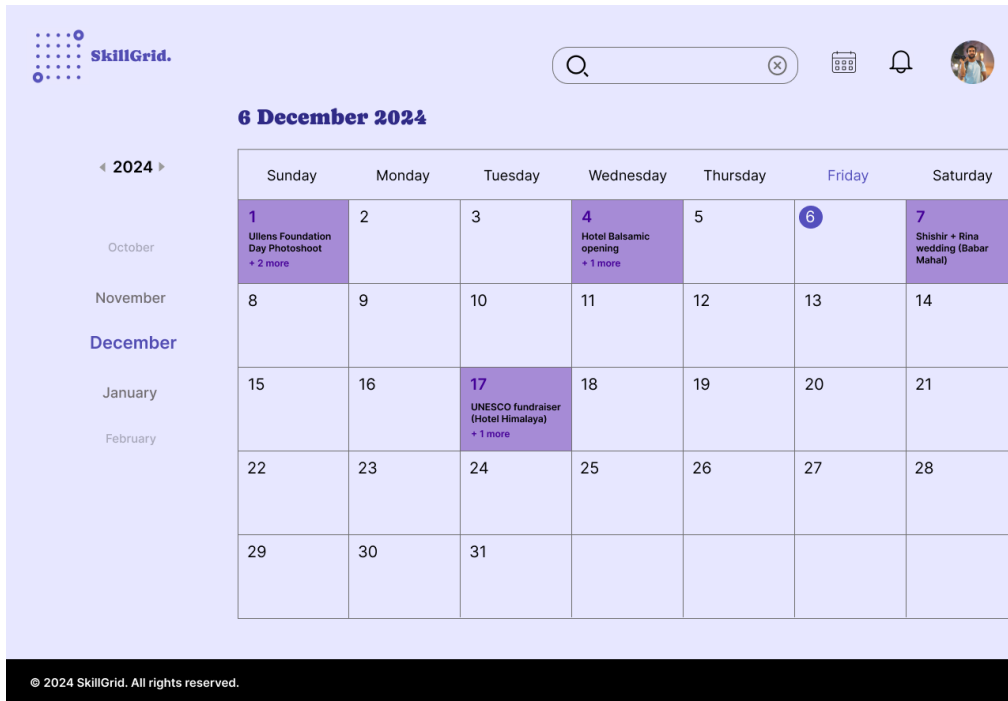 SkillGrid.
6 December 2024
2024
October
November
December
January
February
Sunday Monday Tuesday Wednesday Thursday Friday Saturday
1
Ullens Foundation
Day Photoshoot
+ 2 more
2
3
4
Hotel Balsamic
opening
+ 1 more
5
6
7
Shishir + Rina
wedding (Babar
Mahal)
8 9 10 11 12 13 14
15
16
17
UNESCO fundraiser
(Hotel Himalaya)
+ 1 more
18
19
20
21
22 23 24 25 26 27 28
29 30 31
© 2024 SkillGrid. All rights reserved.